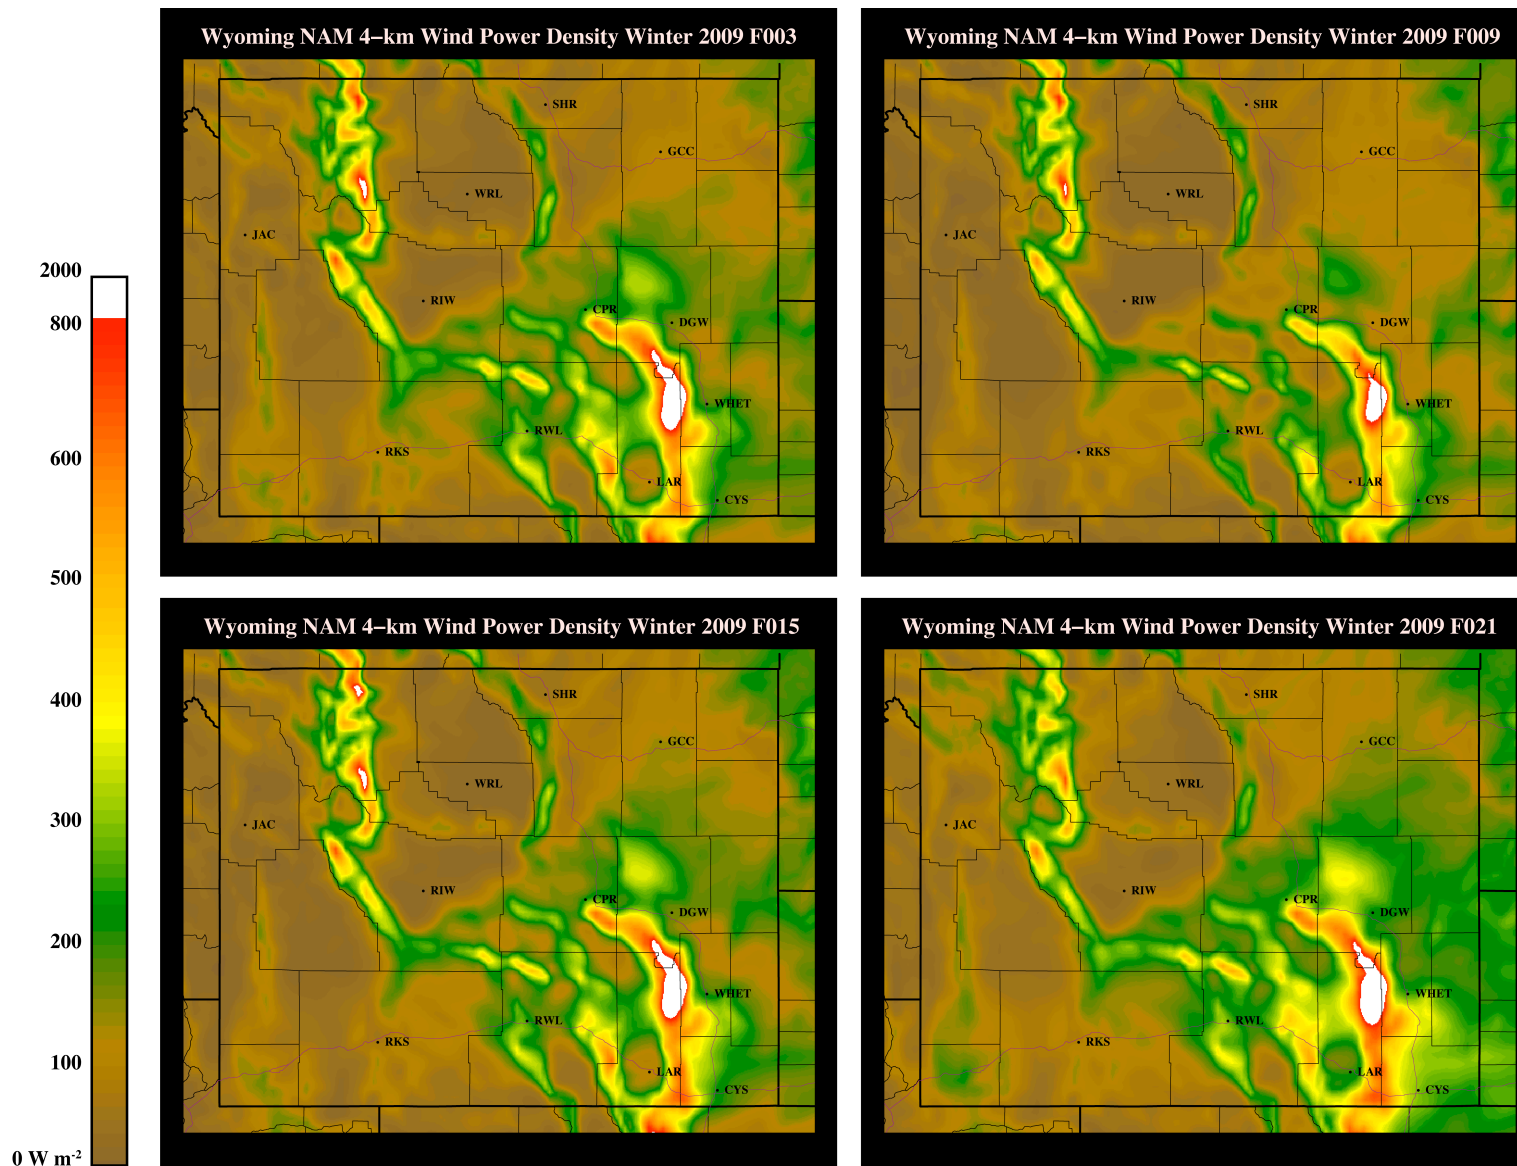 Wyoming NAM 4-km Wind Power Density Winter 2009 F003
SHR
GCC
WRL
JAC
RIW
CPR
DGW
WHET
RWL
RKS
LAR
CYS
Wyoming NAM 4-km Wind Power Density Winter 2009 F009
SHR
GCC
WRL
JAC
RIW
CPR
DGW
WHET
RWL
RKS
LAR
CYS
2000
800
600
500
400
300
200
100
0 W m-2
Wyoming NAM 4-km Wind Power Density Winter 2009 F015
SHR
GCC
WRL
JAC
RIW
CPR
DGW
WHET
RWL
RKS
LAR
CYS
Wyoming NAM 4-km Wind Power Density Winter 2009 F021
SHR
GCC
WRL
JAC
RIW
CPR
DGW
WHET
RWL
RKS
LAR
CYS